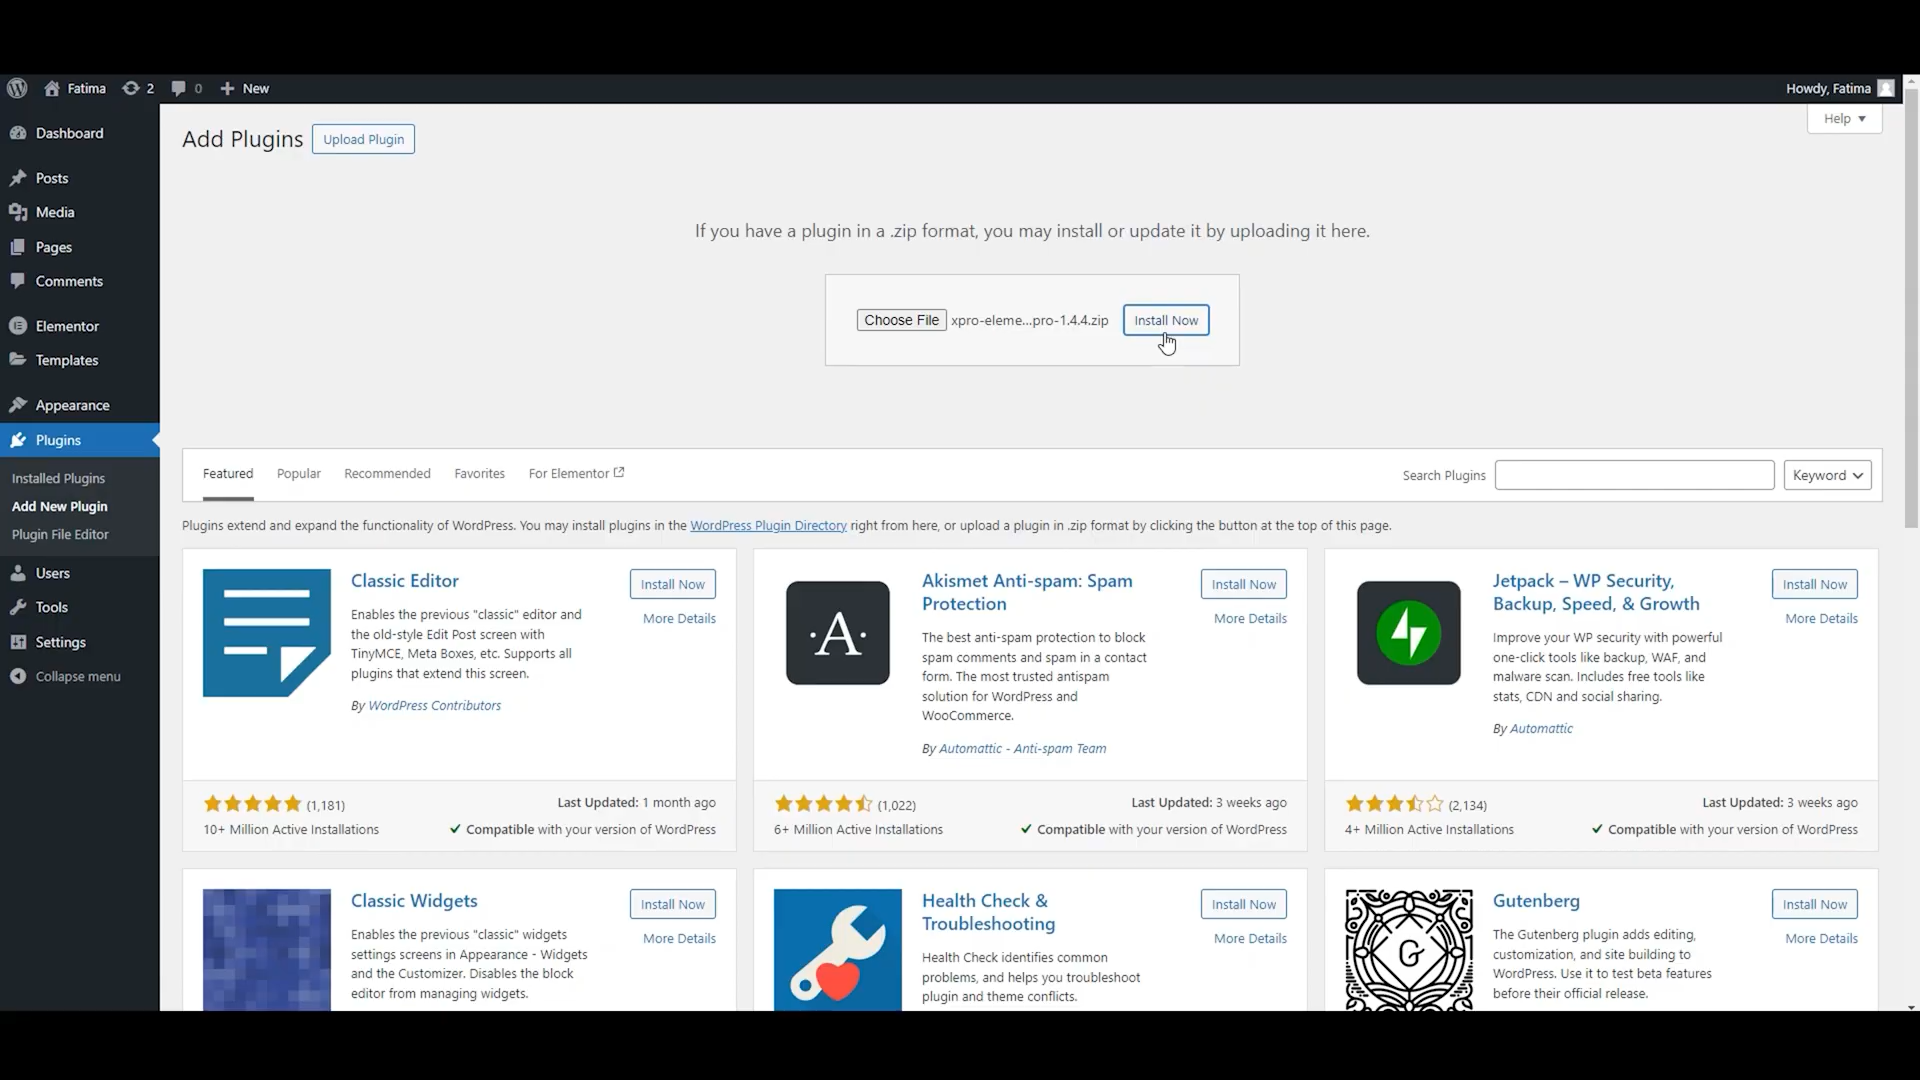 Fatima 2 0 New Howdy, Fatima
Help
Dashboard
Posts
Media
Pages
Comments
Elementor
Templates
Appearance
Plugins
Installed Plugins
Add New Plugin
Plugin File Editor
Users
Tools
Settings
Collapse menu
Add Plugins Upload Plugin
If you have a plugin in a .zip format, you may install or update it by uploading it here.
Choose File xpro-eleme...pro-1.4.4.zip Install Now
Featured Popular Recommended Favorites For Elementor Search Plugins Keyword
Plugins extend and expand the functionality of WordPress. You may install plugins in the WordPress Plugin Directory right from here, or upload a plugin in .zip format by clicking the button at the top of this page.
Classic Editor
Install Now
More Details
Enables the previous "classic" editor and
the old-style Edit Post screen with
TinyMCE, Meta Boxes, etc. Supports all
plugins that extend this screen.
By WordPress Contributors
(1,181)
Last Updated: 1 month ago
10+ Million Active Installations
Compatible with your version of WordPress
·A·
Akismet Anti-spam: Spam
Protection
Install Now
More Details
The best anti-spam protection to block
spam comments and spam in a contact
form. The most trusted antispam
solution for WordPress and
WooCommerce.
By Automattic - Anti-spam Team
(1,022)
Last Updated: 3 weeks ago
6+ Million Active Installations
Compatible with your version of WordPress
Jetpack – WP Security,
Backup, Speed, & Growth
Install Now
More Details
Improve your WP security with powerful
one-click tools like backup, WAF, and
malware scan. Includes free tools like
stats, CDN and social sharing.
By Automattic
(2,134)
Last Updated: 3 weeks ago
4+ Million Active Installations
Compatible with your version of WordPress
Classic Widgets
Install Now
More Details
Enables the previous "classic" widgets
settings screens in Appearance - Widgets
and the Customizer. Disables the block
editor from managing widgets.
Health Check &
Troubleshooting
Install Now
More Details
Health Check identifies common
problems, and helps you troubleshoot
plugin and theme conflicts.
G
Gutenberg
Install Now
More Details
The Gutenberg plugin adds editing,
customization, and site building to
WordPress. Use it to test beta features
before their official release.